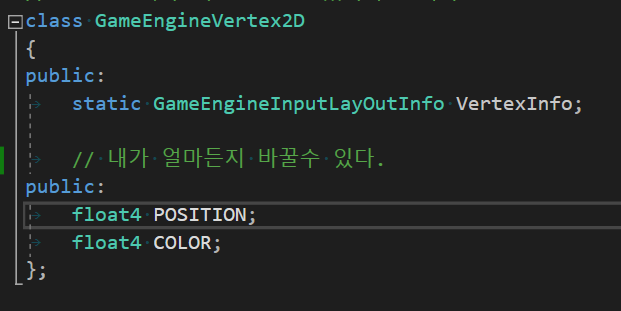 class GameEngineVertex2D
{
public:
static GameEngineInputLayOutInfo VertexInfo;
// 내가 얼마든지 바꿀수 있다.
public:
float4 POSITION;
float4 COLOR;
};